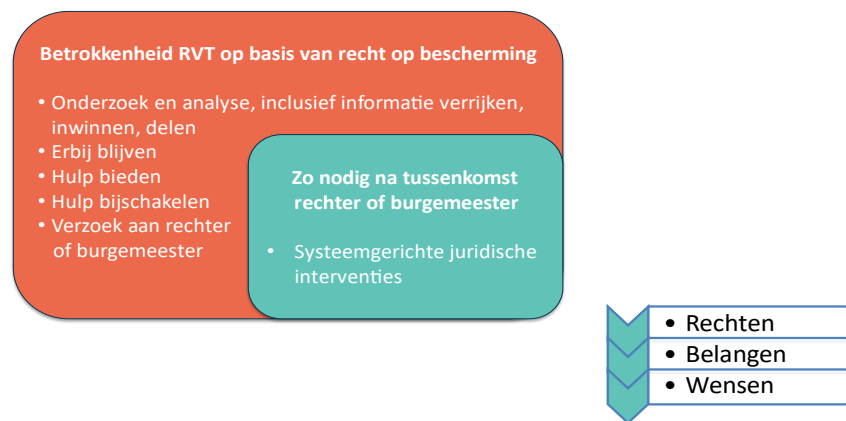 Betrokkenheid RVT op basis van recht op bescherming
• Onderzoek en analyse, inclusief informatie verrijken,
inwinnen, delen
• Erbij blijven
• Hulp bieden
• Hulp bijschakelen
• Verzoek aan rechter
of burgemeester
Zo nodig na tussenkomst
rechter of burgemeester
• Systeemgerichte juridische
interventies
• Rechten
• Belangen
• Wensen